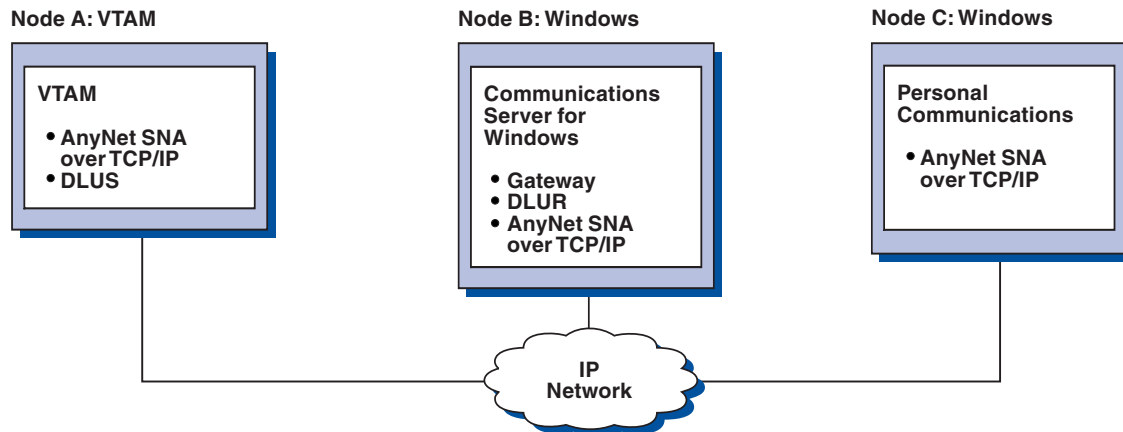 Node A: VTAM
VTAM
• AnyNet SNA
over TCP/IP
• DLUS
Node B: Windows
Communications
Server for
Windows
• Gateway
• DLUR
• AnyNet SNA
over TCP/IP
Node C: Windows
Personal
Communications
• AnyNet SNA
over TCP/IP
IP
Network